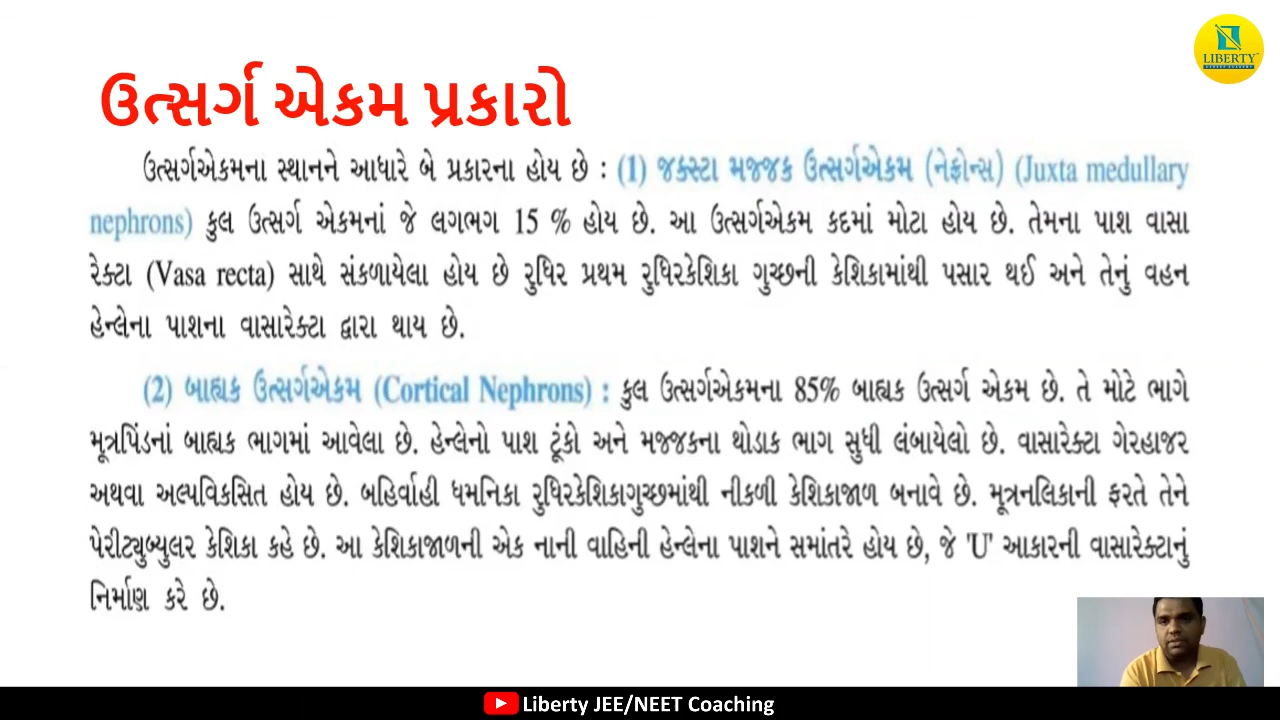 LIBERTY
CAREER ACADEMY
ઉત્સર્ગ એકમ પ્રકારો
ઉત્સર્ગએકમના સ્થાનને આધારે બે પ્રકારના હોય છે : (1) જક્સ્ટા મજ્જક ઉત્સર્ગએકમ (નેફ્રોન્સ) (Juxta medullary
nephrons) કુલ ઉત્સર્ગ એકમનાં જે લગભગ 15 % હોય છે. આ ઉત્સર્ગએકમ કદમાં મોટા હોય છે. તેમના પાશ વાસા
રેક્ટા (Vasa recta) સાથે સંકળાયેલા હોય છે રુધિર પ્રથમ રુધિરકેશિકા ગુચ્છની કેશિકામાંથી પસાર થઈ અને તેનું વહન
હેન્લેના પાશના વાસારેક્ટા દ્વારા થાય છે.
(2) બાહ્યક ઉત્સર્ગએકમ (Cortical Nephrons) : કુલ ઉત્સર્ગએકમના 85% બાહ્યક ઉત્સર્ગ એકમ છે. તે મોટે ભાગે
મૂત્રપિંડનાં બાહ્યક ભાગમાં આવેલા છે. હેન્લેનો પાશ ટૂંકો અને મજ્જકના થોડાક ભાગ સુધી લંબાયેલો છે. વાસારેક્ટા ગેરહાજર
અથવા અલ્પવિકસિત હોય છે. બહિર્વાહી ધમનિકા રુધિરકેશિકાગુચ્છમાંથી નીકળી કેશિકાજાળ બનાવે છે. મૂત્રનલિકાની ફરતે તેને
પેરીટ્યુબ્યુલર કેશિકા કહે છે. આ કેશિકાજાળની એક નાની વાહિની હેન્લેના પાશને સમાંતરે હોય છે, જે 'U' આકારની વાસારેક્ટાનું
નિર્માણ કરે છે.
Liberty JEE/NEET Coaching